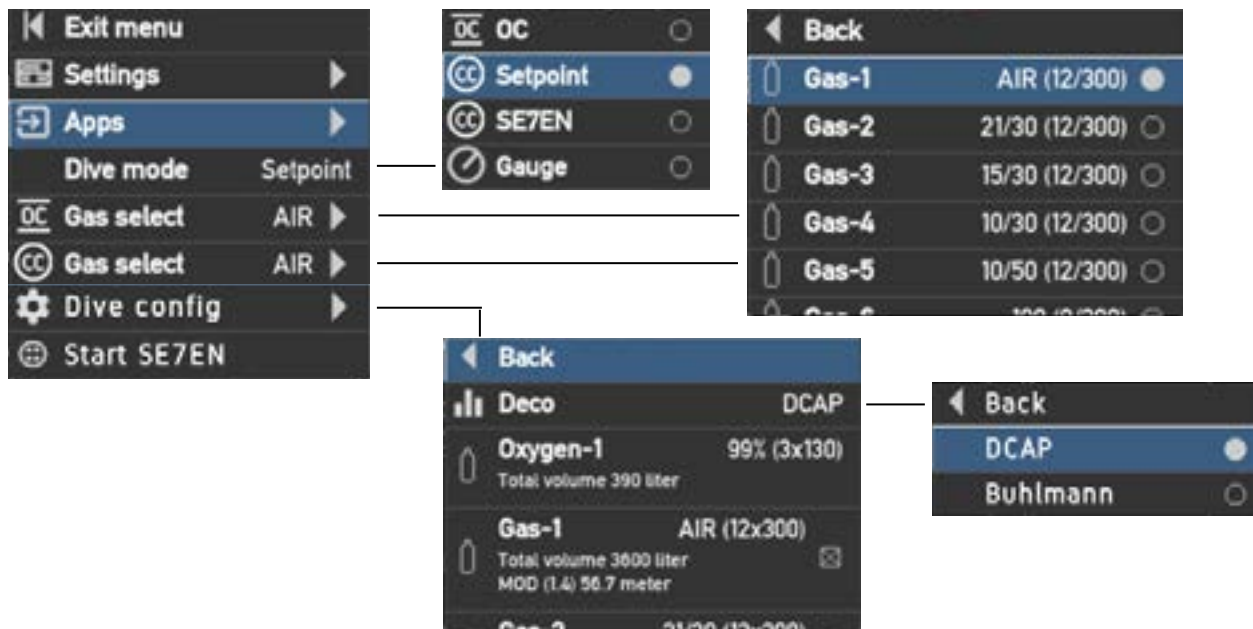 Exit menu
Settings
Apps
Dive mode Setpoint
OC Gas select AIR
CC Gas select AIR
Dive config
Start SE7EN
OC OC
CC Setpoint
CC SE7EN
Gauge
Back
Gas-1 AIR (12/300)
Gas-2 21/30 (12/300)
Gas-3 15/30 (12/300)
Gas-4 10/30 (12/300)
Gas-5 10/50 (12/300)
Back
Deco DCAP
Oxygen-1 99% (3x130)
Total volume 390 liter
Gas-1 AIR (12x300)
Total volume 3600 liter
MOD (1.4) 56.7 meter
Back
DCAP
Buhlmann